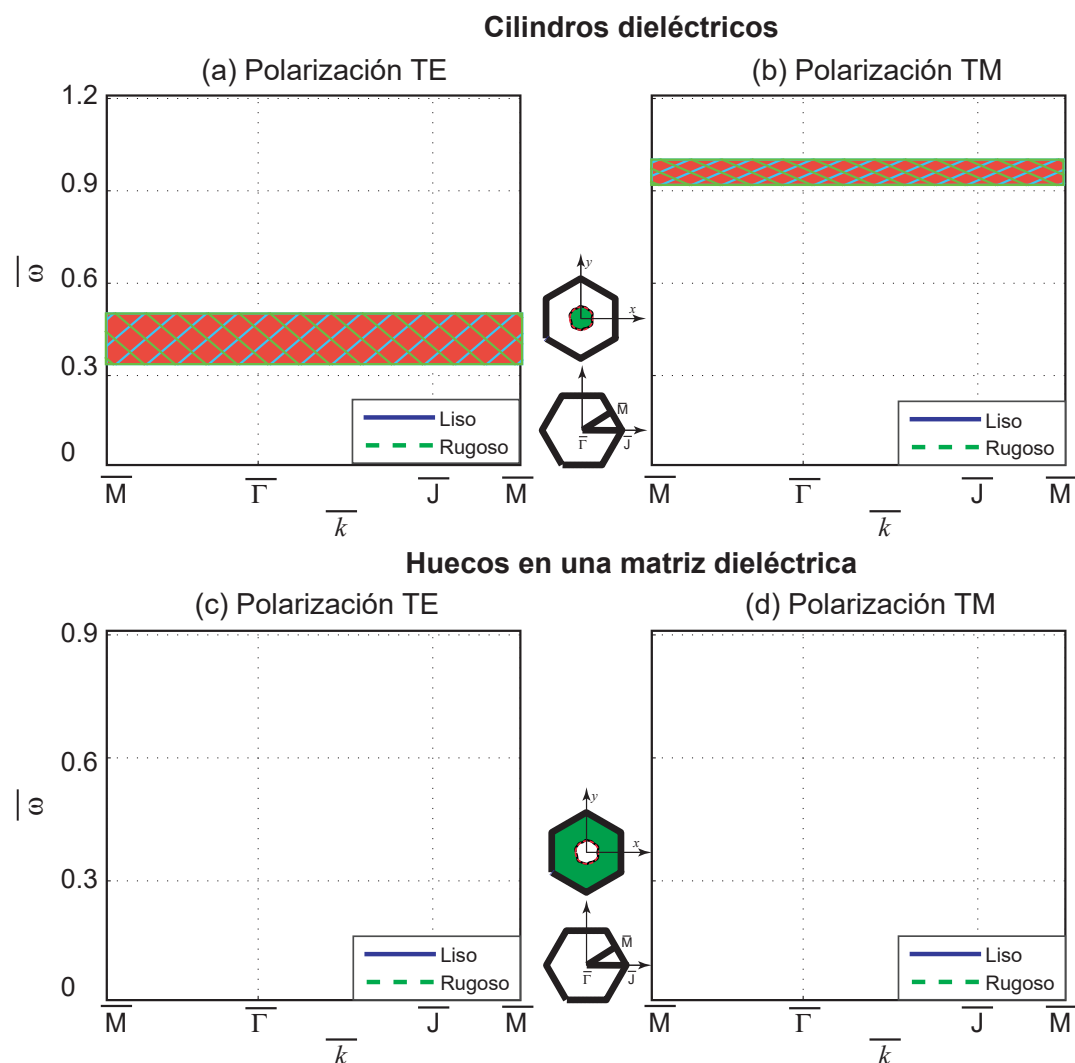 Cilindros dieléctricos
(a) Polarización TE
(b) Polarización TM
1.2
0.9
0.6
0.3
0
ω̅
Liso
Rugoso
M̅ Γ̅ J̅ M̅
k̅
y
x
M̅
Γ̅ J̅
Liso
Rugoso
M̅ Γ̅ J̅ M̅
k̅
Huecos en una matriz dieléctrica
(c) Polarización TE
(d) Polarización TM
0.9
0.6
0.3
0
ω̅
Liso
Rugoso
M̅ Γ̅ J̅ M̅
k̅
y
x
M̅
Γ̅ J̅
Liso
Rugoso
M̅ Γ̅ J̅ M̅
k̅